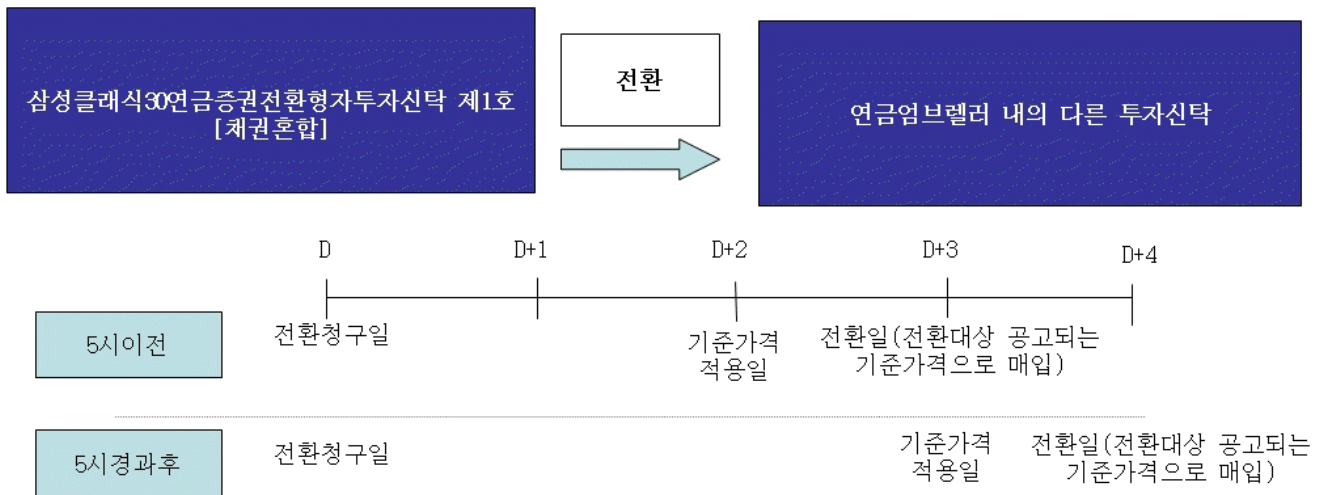 삼성클래식30연금증권전환형자투자신탁 제1호
[채권혼합]
전환
연금엄브렐러 내의 다른 투자신탁
D
D+1
D+2
D+3
D+4
5시이전
전환청구일
기준가격
적용일
전환일(전환대상 공고되는
기준가격으로 매입)
5시경과후
전환청구일
기준가격
적용일
전환일(전환대상 공고되는
기준가격으로 매입)